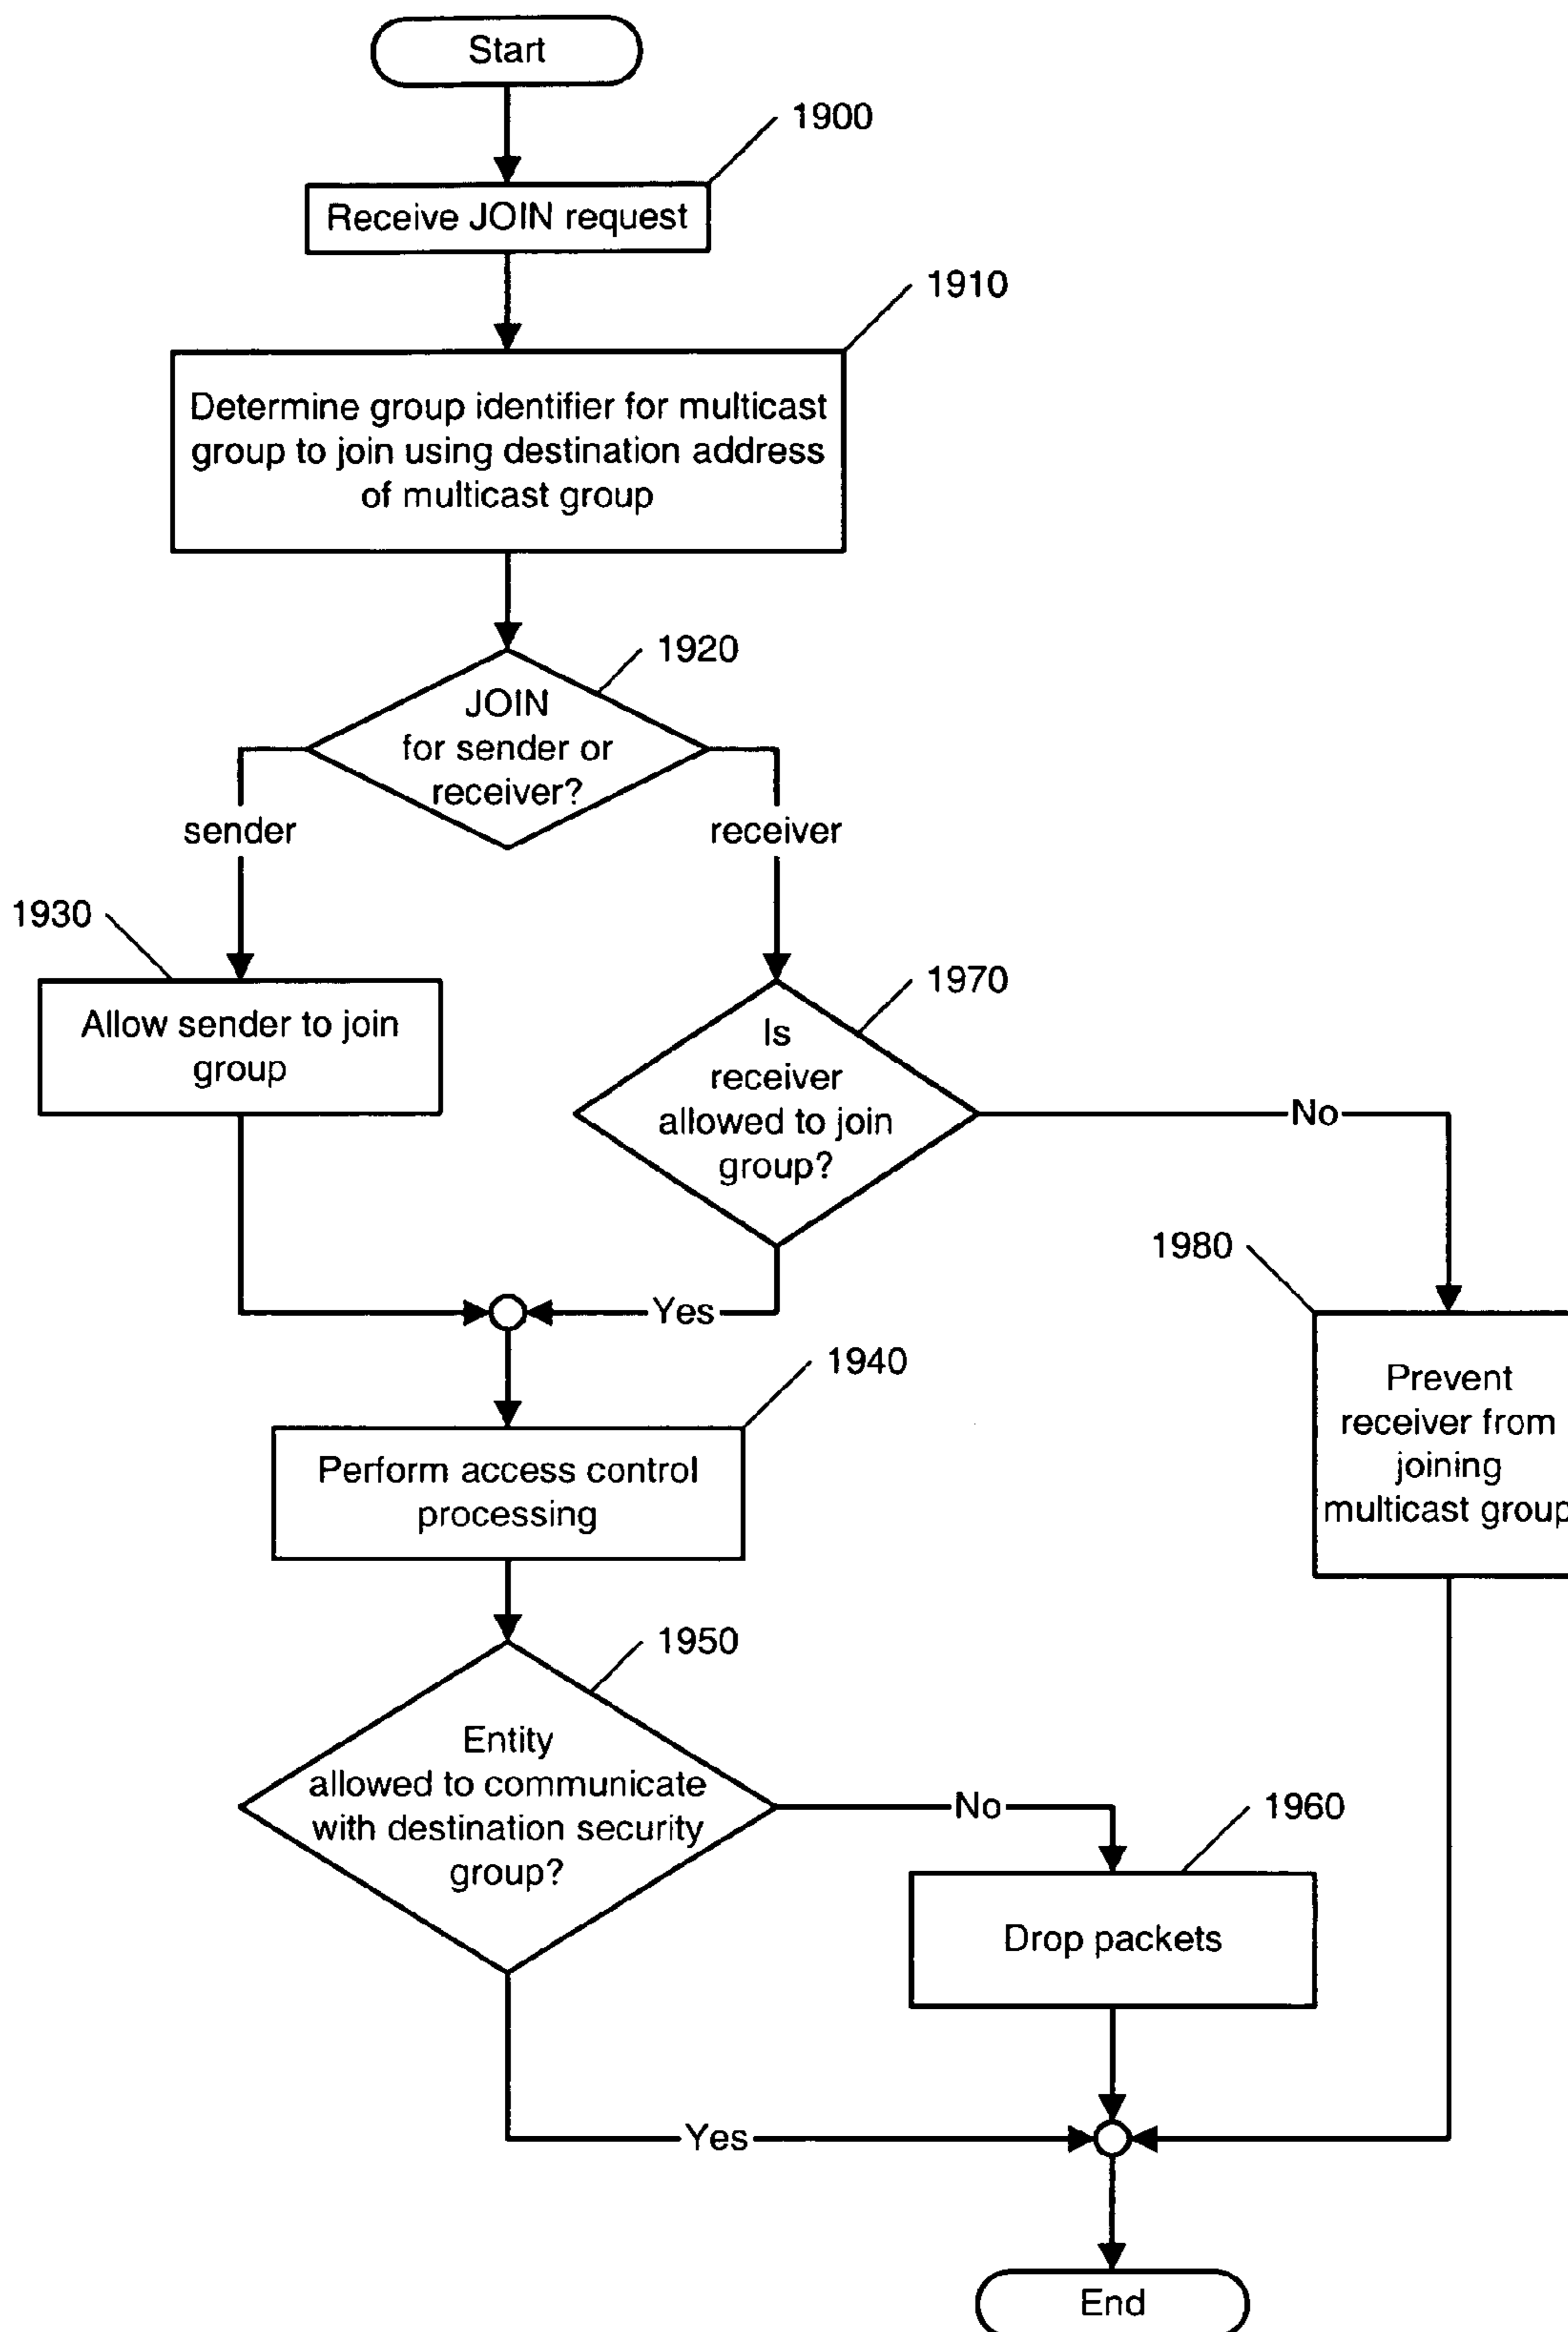 Start
1900
Receive JOIN request
1910
Determine group identifier for multicast
group to join using destination address
of multicast group
1920
JOIN
for sender or
receiver?
sender
receiver
1930
Allow sender to join
group
1970
Is
receiver
allowed to join
group?
No
1980
Prevent
receiver from
joining
multicast group
Yes
1940
Perform access control
processing
1950
Entity
allowed to communicate
with destination security
group?
No
1960
Drop packets
Yes
End